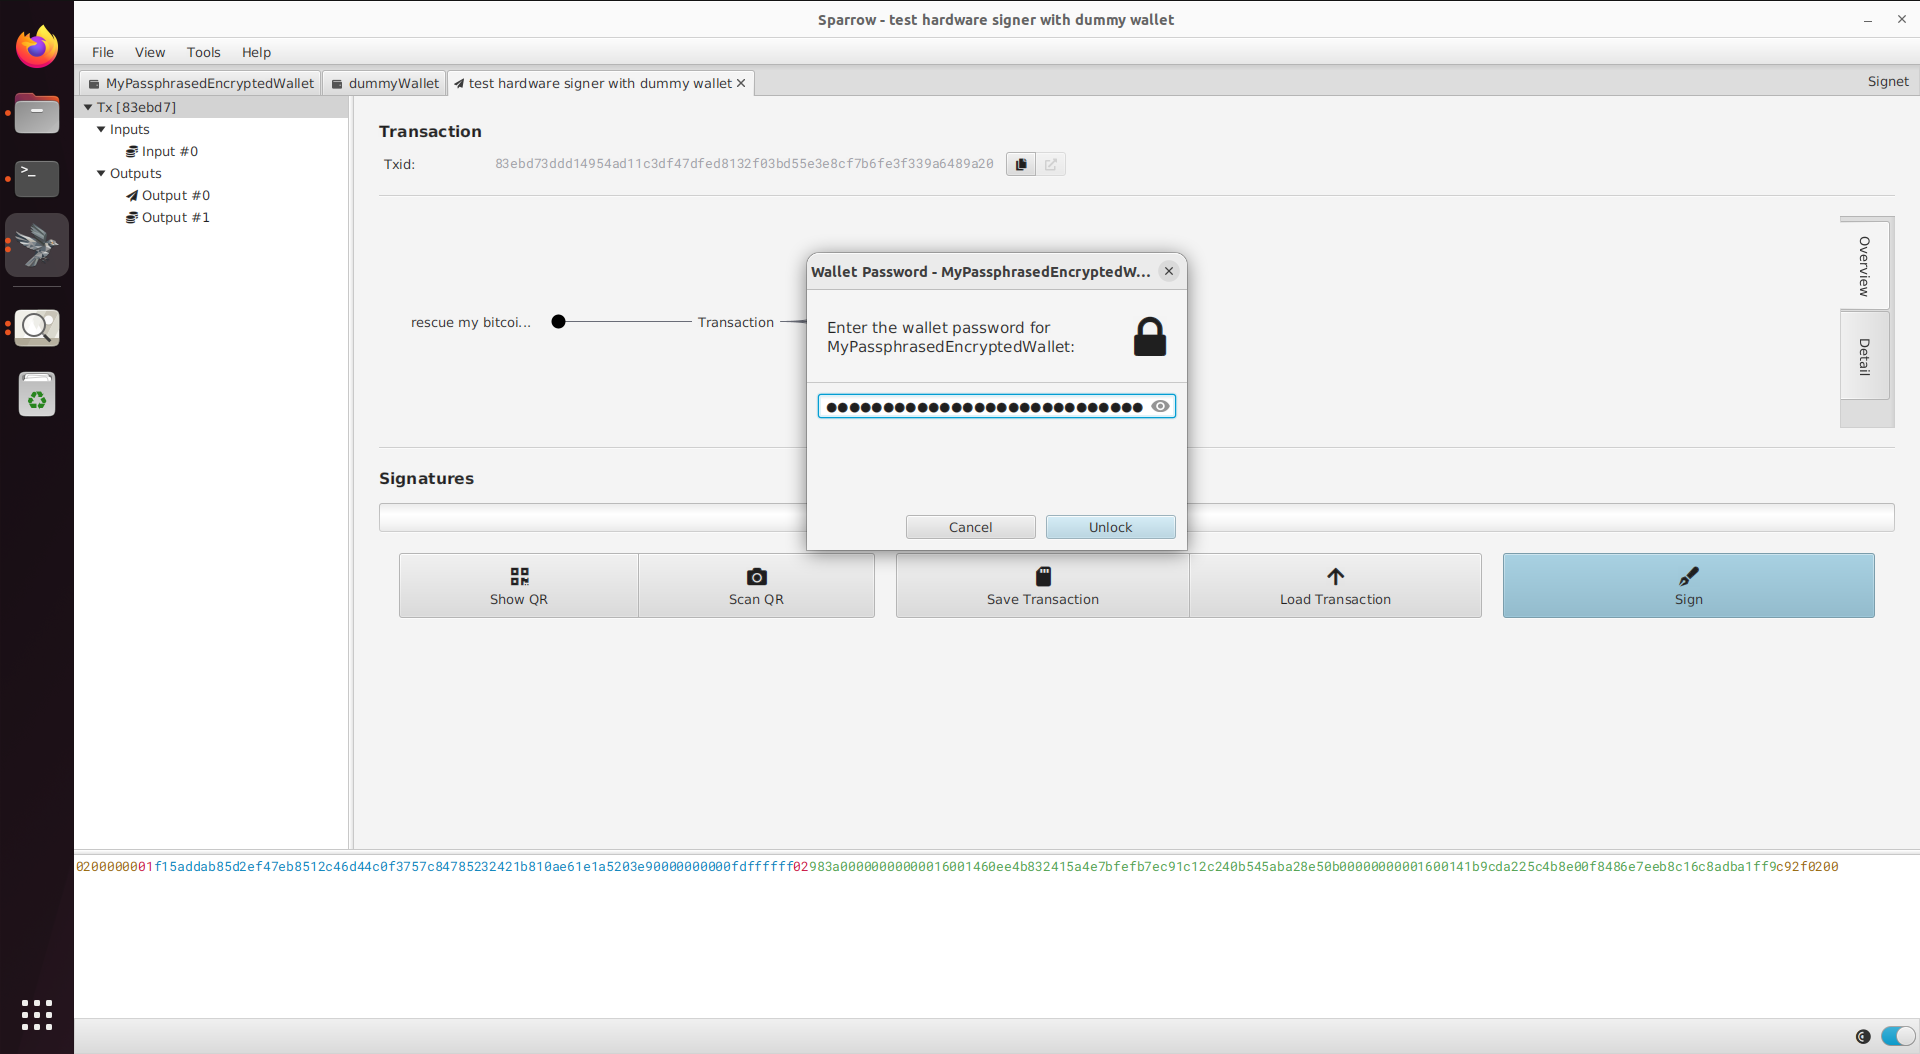 Sparrow - test hardware signer with dummy wallet
File View Tools Help
MyPassphrasedEncryptedWallet dummyWallet test hardware signer with dummy wallet Signet
Tx [83ebd7]
Inputs
Input #0
Outputs
Output #0
Output #1
Transaction
Txid: 83ebd73ddd14954ad11c3df47dfed8132f03bd55e3e8cf7b6fe3f339a6489a20
rescue my bitcoi... Transaction
Overview
Detail
Wallet Password - MyPassphrasedEncryptedW...
Enter the wallet password for
MyPassphrasedEncryptedWallet:
Cancel Unlock
Signatures
Show QR Scan QR Save Transaction Load Transaction Sign
0200000001f15addab85d2ef47eb8512c46d44c0f3757c84785232421b810ae61e1a5203e90000000000fdffffff02983a00000000000016001460ee4b832415a4e7bfefb7ec91c12c240b545aba28e50b00000000001600141b9cda225c4b8e00f8486e7eeb8c16c8adba1ff9c92f0200